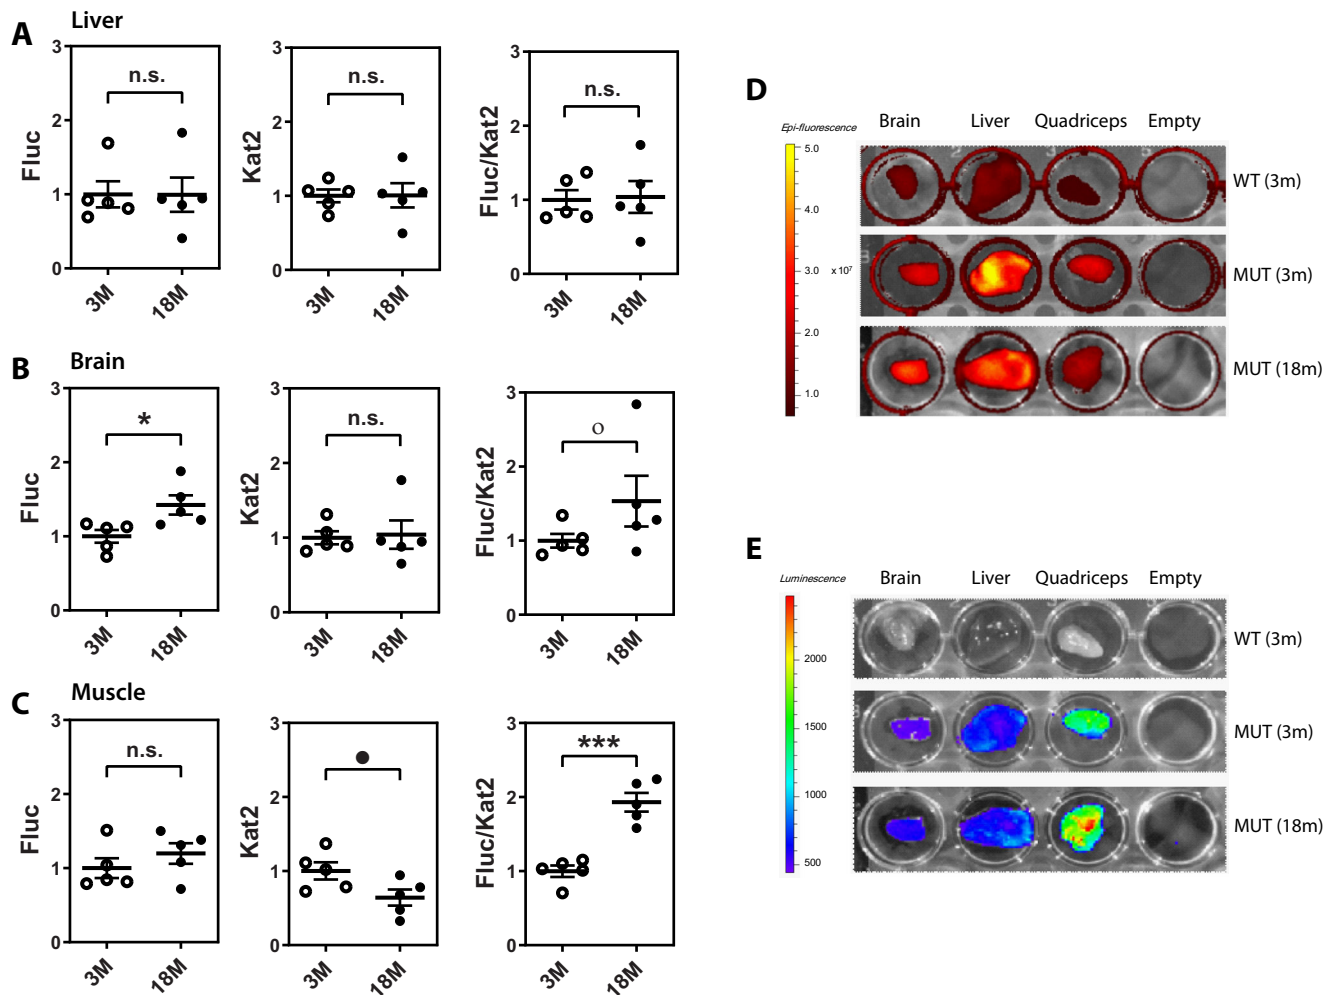 A
Liver
3
2
1
0
Fluc
n.s.
3M
18M
3
2
1
0
Kat2
n.s.
3M
18M
3
2
1
0
Fluc/Kat2
n.s.
3M
18M
B
Brain
3
2
1
0
Fluc
*
3M
18M
3
2
1
0
Kat2
n.s.
3M
18M
3
2
1
0
Fluc/Kat2
o
3M
18M
C
Muscle
3
2
1
0
Fluc
n.s.
3M
18M
3
2
1
0
Kat2
●
3M
18M
3
2
1
0
Fluc/Kat2
***
3M
18M
D
Epi-fluorescence
Brain Liver Quadriceps Empty
5.0
4.0
3.0
x10⁷
2.0
1.0
WT (3m)
MUT (3m)
MUT (18m)
E
Luminescence
Brain Liver Quadriceps Empty
2000
1500
1000
500
WT (3m)
MUT (3m)
MUT (18m)